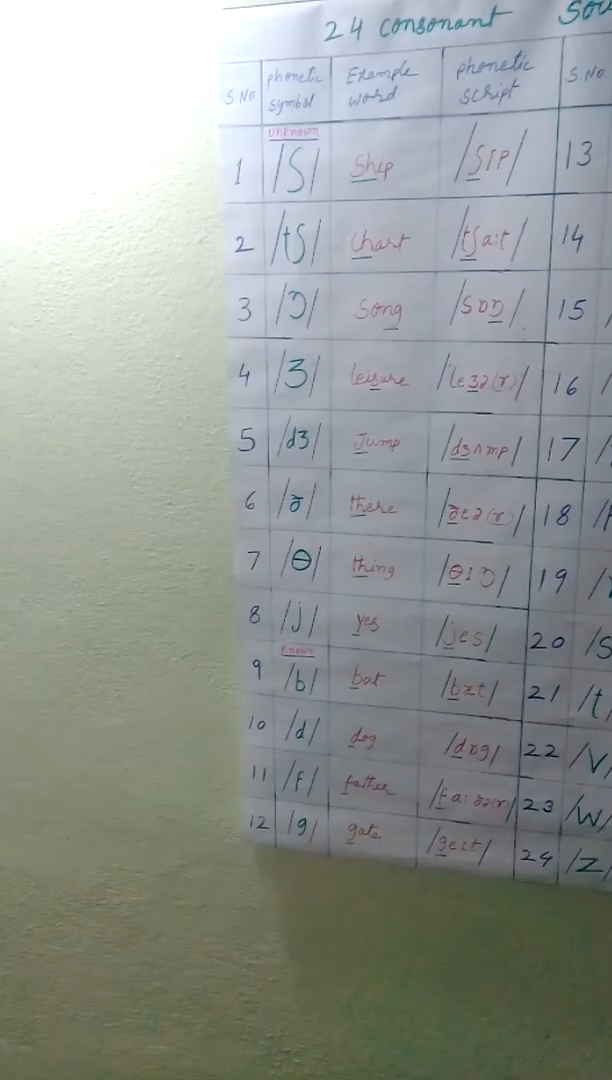 24 consonant
S.No phonetic symbol Example word phonetic script S.No
unknown
1 /ʃ/ Ship /ʃɪp/ 13
2 /tʃ/ chart /tʃa:t/ 14
3 /ŋ/ Song /sɒŋ/ 15
4 /ʒ/ leisure /leʒə(r)/ 16
5 /dʒ/ Jump /dʒʌmp/ 17
6 /ð/ there /ðeə(r)/ 18
7 /θ/ thing /θɪŋ/ 19
8 /j/ yes /jes/ 20 /S
known
9 /b/ bat /bæt/ 21 /t/
10 /d/ dog /dɒg/ 22 /v/
11 /f/ father /fa:ðə(r)/ 23 /w/
12 /g/ gate /geɪt/ 24 /z/